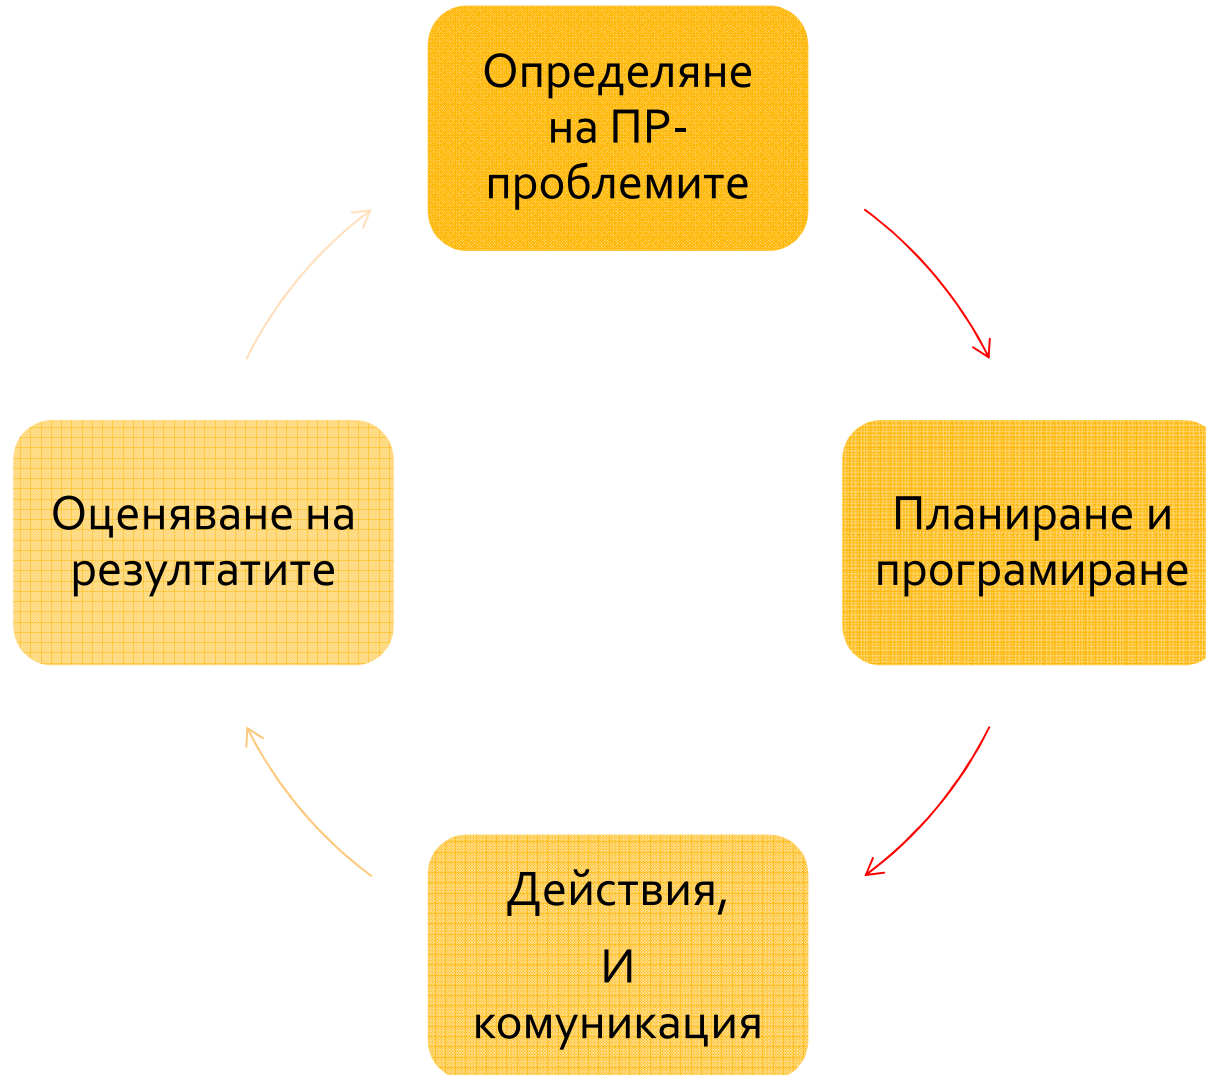 Определяне
на ПР-
проблемите
Планиране и
програмиране
Действия,
И
комуникация
Оценяване на
резултатите